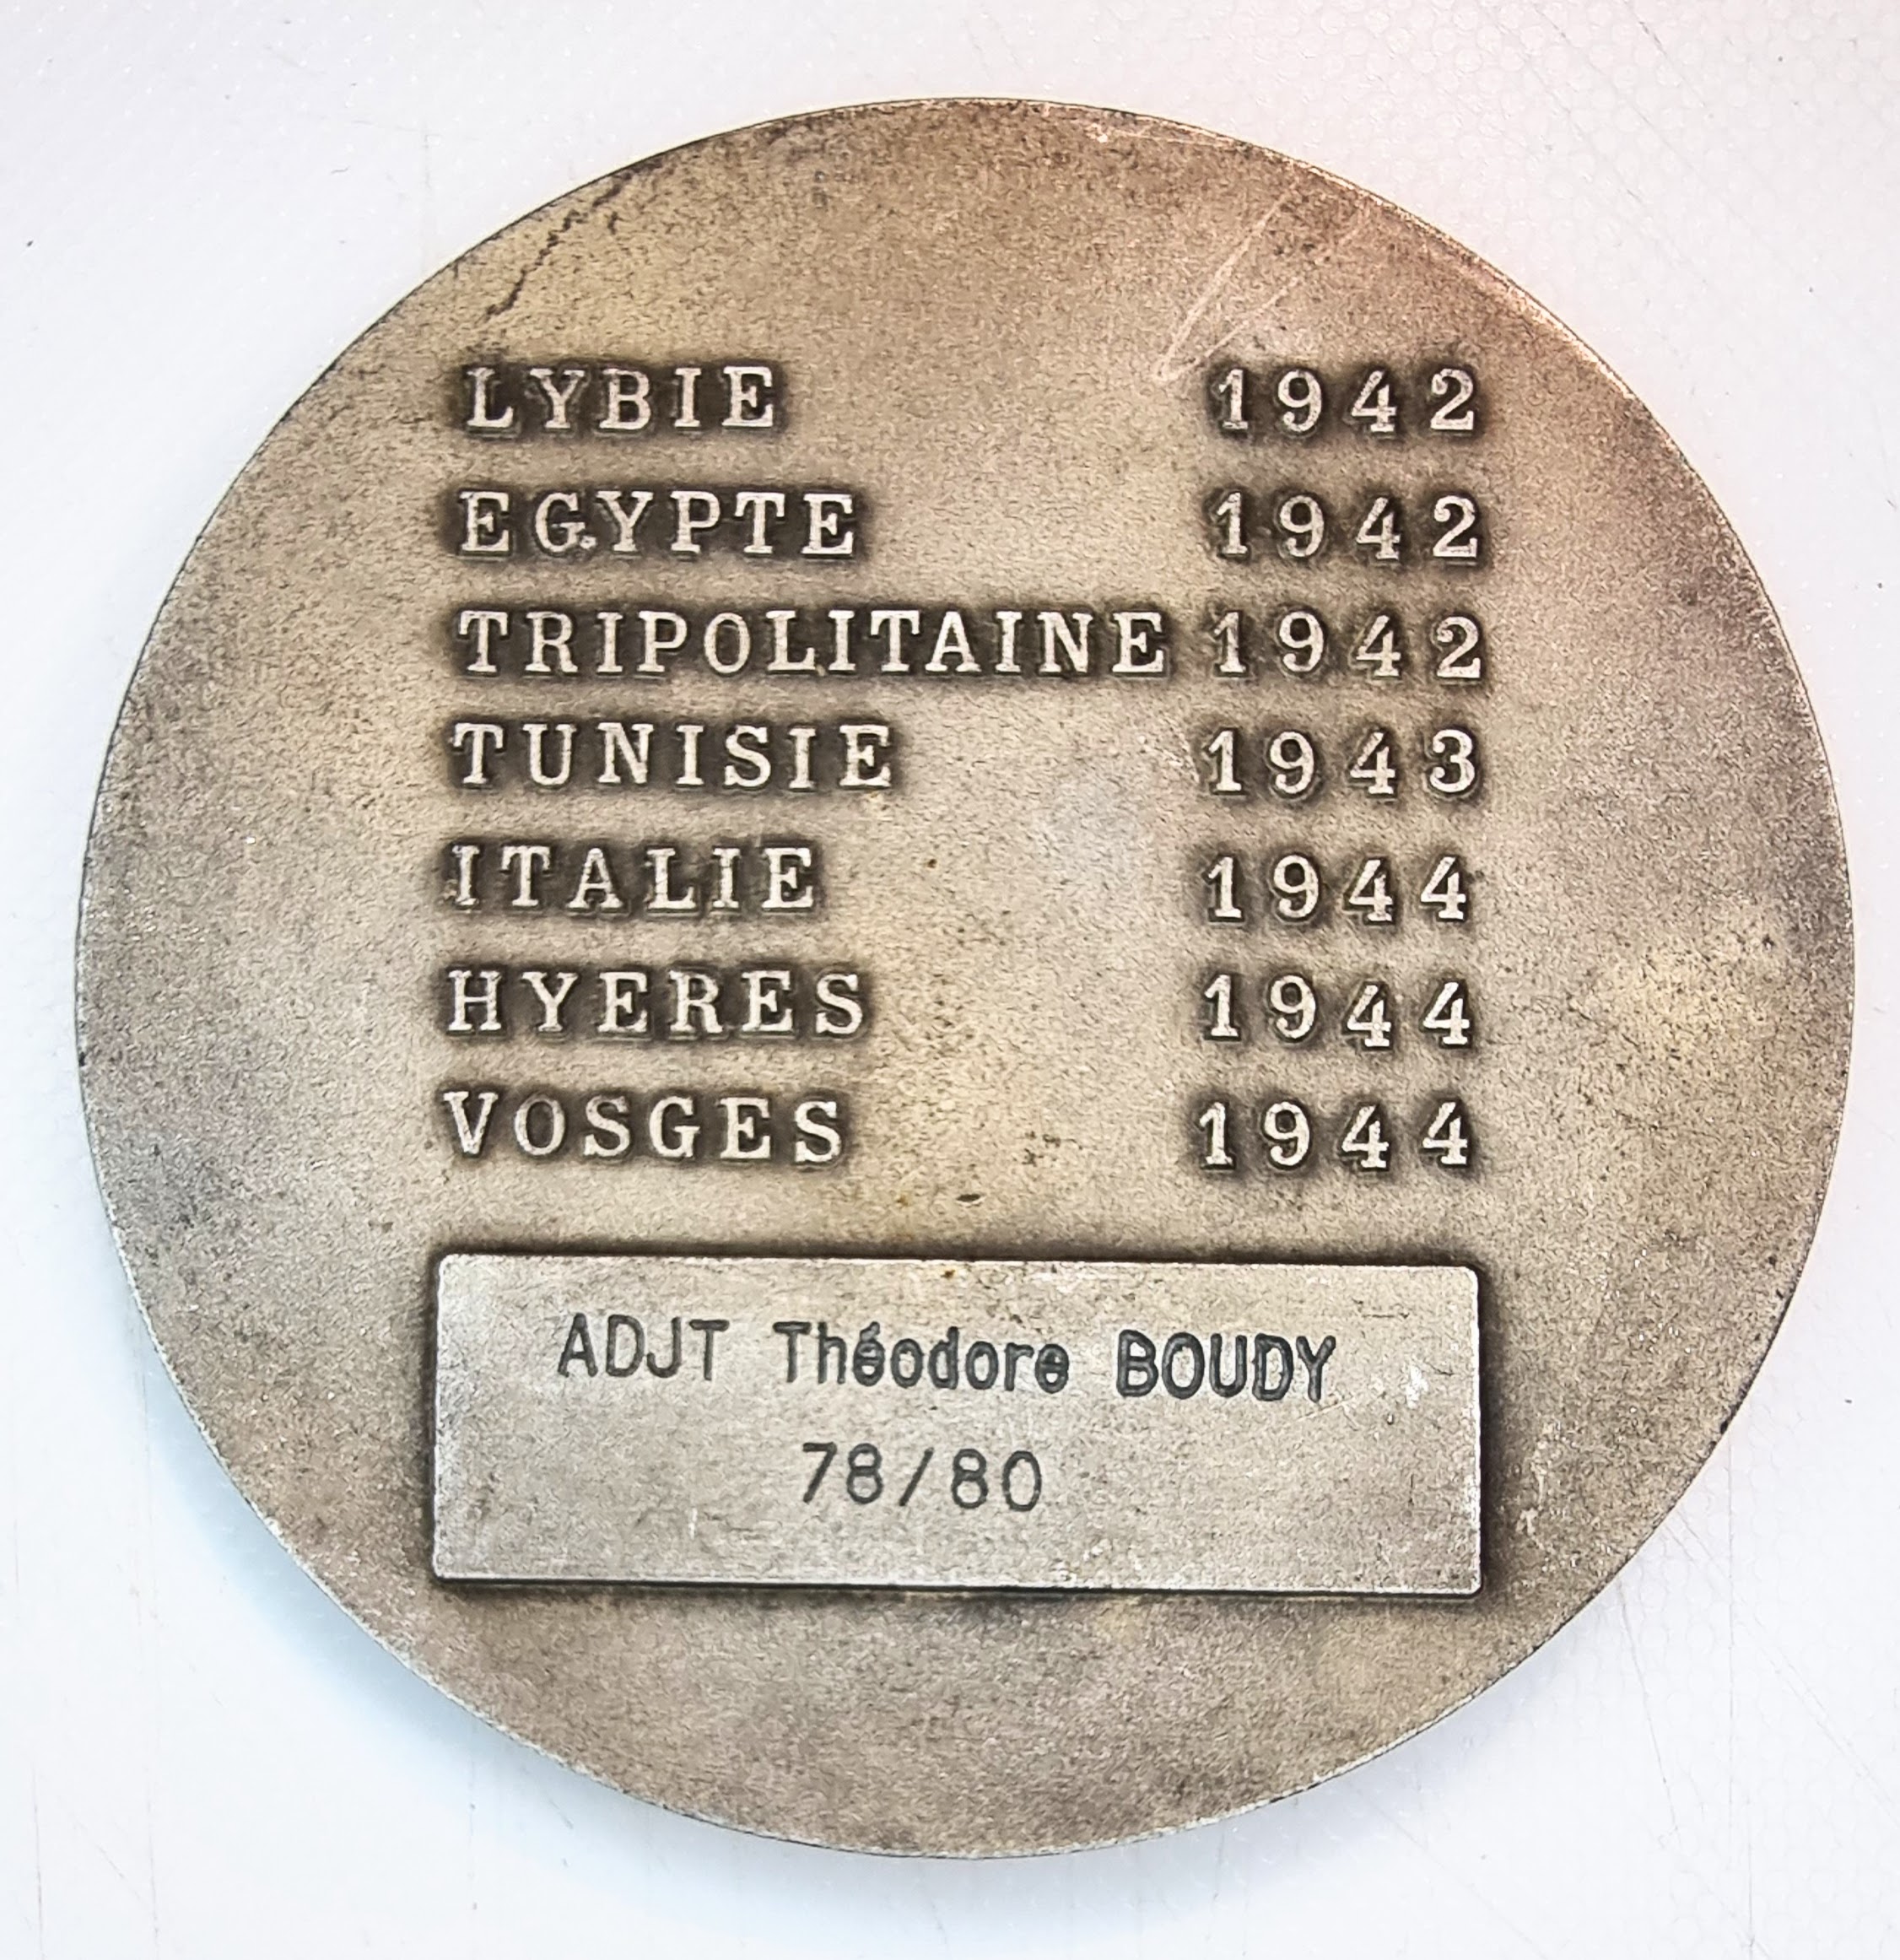 LYBIE 1942
EGYPTE 1942
TRIPOLITAINE 1942
TUNISIE 1943
ITALIE 1944
HYERES 1944
VOSGES 1944
ADJT Théodore BOUDY
78/80